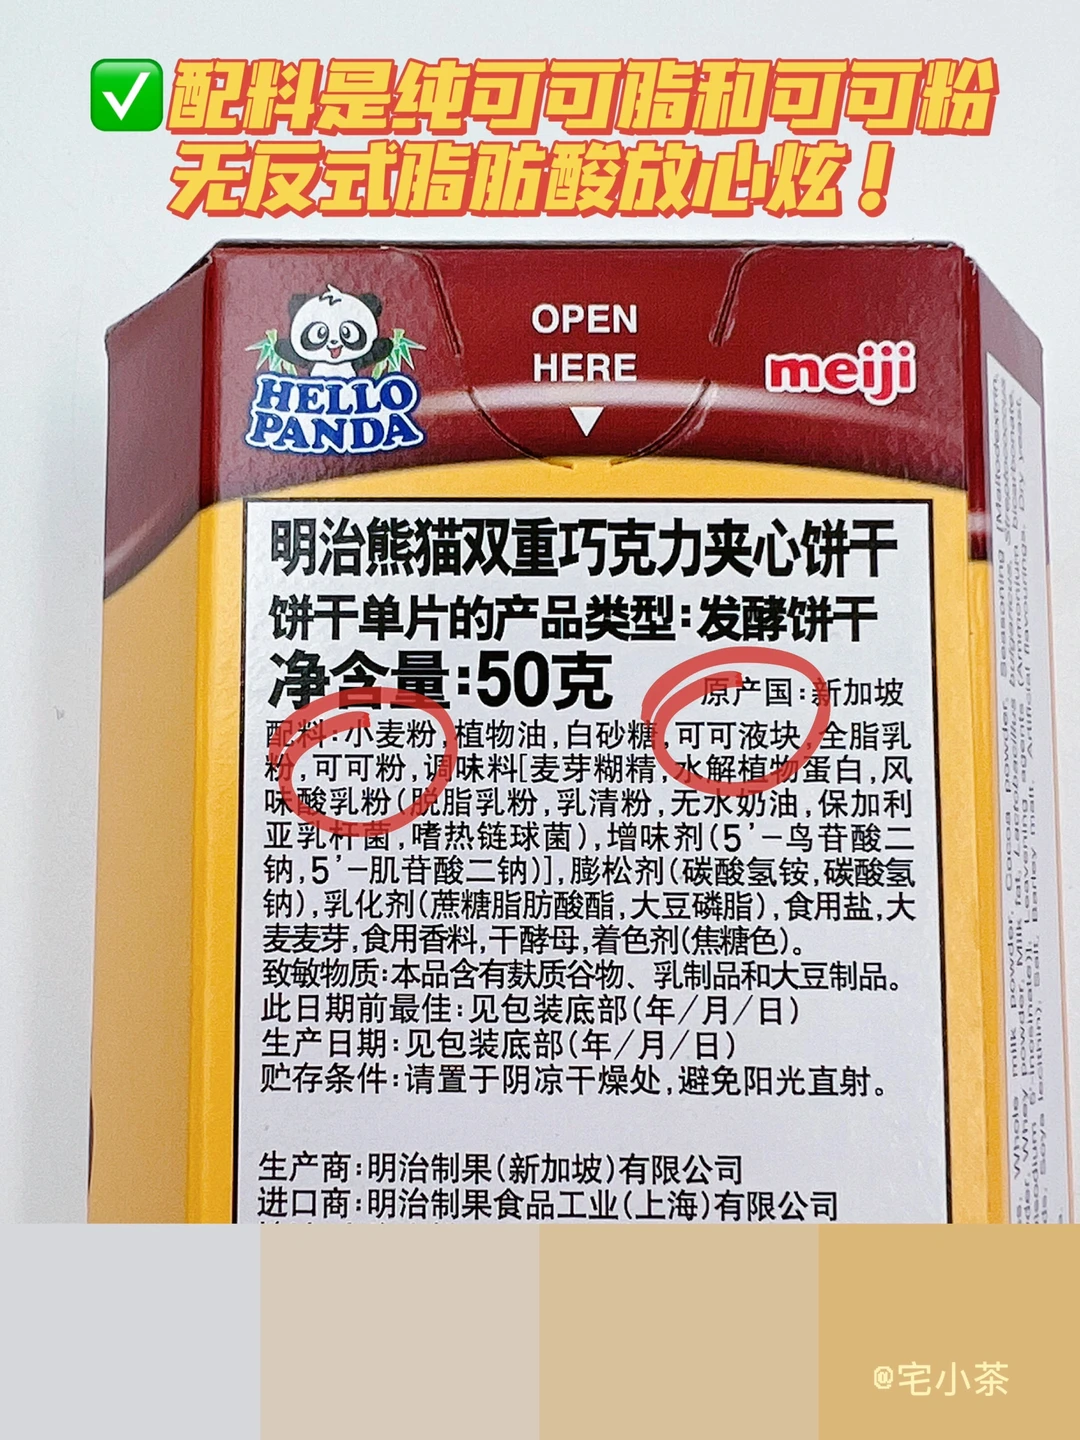 ✅配料是纯可可脂和可可粉
无反式脂肪酸放心炫！
HELLO
PANDA
OPEN
HERE
meiji
明治熊猫双重巧克力夹心饼干
饼干单片的产品类型:发酵饼干
净含量:50克
原产国:新加坡
配料:小麦粉,植物油,白砂糖,可可液块,全脂乳
粉,可可粉,调味料[麦芽糊精,水解植物蛋白,风
味酸乳粉(脱脂乳粉,乳清粉,无水奶油,保加利
亚乳杆菌,嗜热链球菌),增味剂(5'-鸟苷酸二
钠,5'-肌苷酸二钠)],膨松剂(碳酸氢铵,碳酸氢
钠),乳化剂(蔗糖脂肪酸酯,大豆磷脂),食用盐,大
麦麦芽,食用香料,干酵母,着色剂(焦糖色)。
致敏物质:本品含有麸质谷物、乳制品和大豆制品。
此日期前最佳:见包装底部(年/月/日)
生产日期:见包装底部(年/月/日)
贮存条件:请置于阴凉干燥处,避免阳光直射。
生产商:明治制果(新加坡)有限公司
进口商:明治制果食品工业(上海)有限公司
@宅小茶